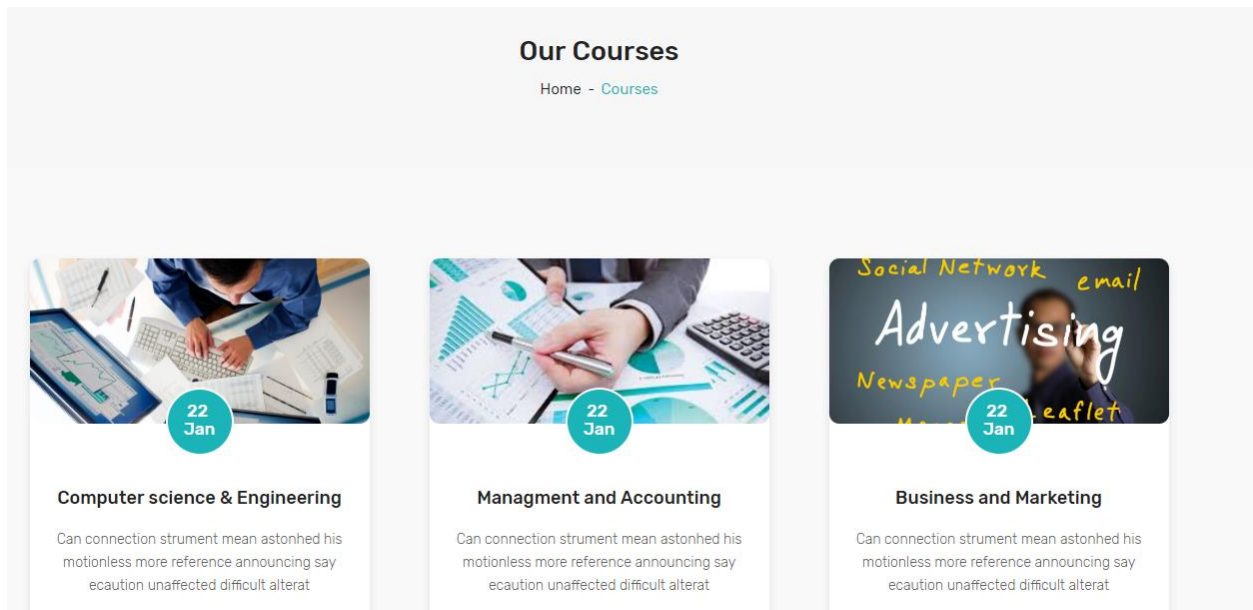 Our Courses
Home - Courses
22
Jan
Computer science & Engineering
Can connection strument mean astonhed his
motionless more reference announcing say
ecaution unaffected difficult alterat
22
Jan
Managment and Accounting
Can connection strument mean astonhed his
motionless more reference announcing say
ecaution unaffected difficult alterat
Social Network
email
Advertising
Newspaper
Leaflet
22
Jan
Business and Marketing
Can connection strument mean astonhed his
motionless more reference announcing say
ecaution unaffected difficult alterat